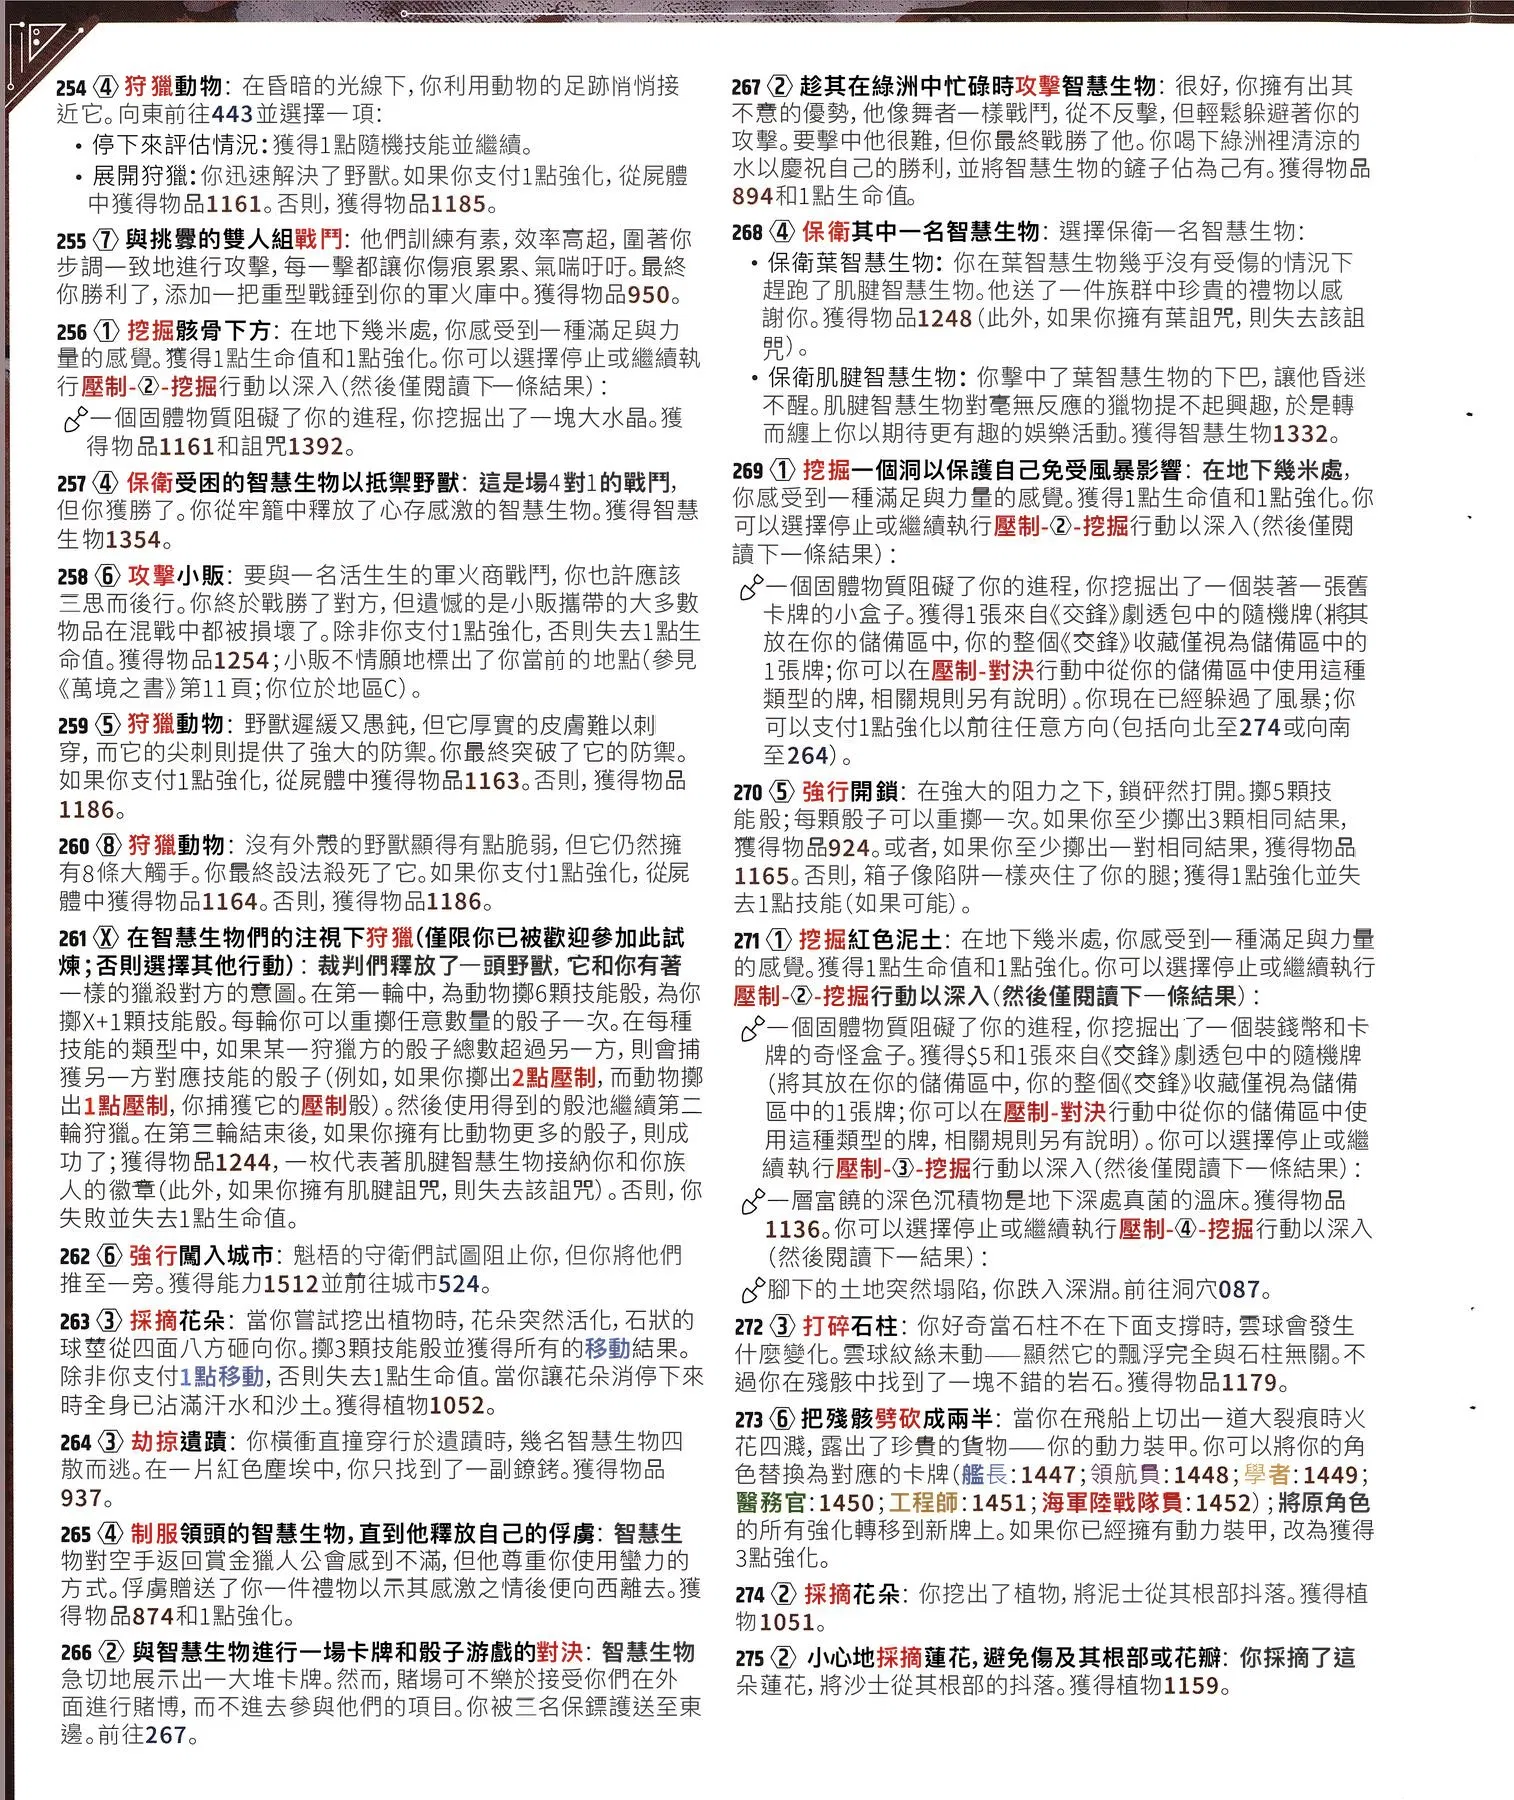 254 ④ 狩獵動物：在昏暗的光線下，你利用動物的足跡悄悄接
近它。向東前往443並選擇一項：
• 停下來評估情況：獲得1點隨機技能並繼續。
• 展開狩獵：你迅速解決了野獸。如果你支付1點強化，從屍體
中獲得物品1161。否則，獲得物品1185。
255 ⑦ 與挑釁的雙人組戰鬥：他們訓練有素，效率高超，圍著你
步調一致地進行攻擊，每一擊都讓你傷痕累累、氣喘吁吁。最終
你勝利了，添加一把重型戰錘到你的軍火庫中。獲得物品950。
256 ① 挖掘骸骨下方：在地下幾米處，你感受到一種滿足與力
量的感覺。獲得1點生命值和1點強化。你可以選擇停止或繼續執
行壓制-②-挖掘行動以深入（然後僅閱讀下一條結果）：
一個固體物質阻礙了你的進程，你挖掘出了一塊大水晶。獲
得物品1161和詛咒1392。
257 ④ 保衛受困的智慧生物以抵禦野獸：這是場4對1的戰鬥，
但你獲勝了。你從牢籠中釋放了心存感激的智慧生物。獲得智慧
生物1354。
258 ⑥ 攻擊小販：要與一名活生生的軍火商戰鬥，你也許應該
三思而後行。你終於戰勝了對方，但遺憾的是小販攜帶的大多數
物品在混戰中都被損壞了。除非你支付1點強化，否則失去1點生
命值。獲得物品1254；小販不情願地標出了你當前的地點（參見
《萬境之書》第11頁；你位於地區C）。
259 ⑤ 狩獵動物：野獸遲緩又愚鈍，但它厚實的皮膚難以刺
穿，而它的尖刺則提供了強大的防禦。你最終突破了它的防禦。
如果你支付1點強化，從屍體中獲得物品1163。否則，獲得物品
1186。
260 ⑧ 狩獵動物：沒有外殼的野獸顯得有點脆弱，但它仍然擁
有8條大觸手。你最終設法殺死了它。如果你支付1點強化，從屍
體中獲得物品1164。否則，獲得物品1186。
261 Ⓧ 在智慧生物們的注視下狩獵（僅限你已被歡迎參加此試
煉；否則選擇其他行動）：裁判們釋放了一頭野獸，它和你有著
一樣的獵殺對方的意圖。在第一輪中，為動物擲6顆技能骰，為你
擲X+1顆技能骰。每輪你可以重擲任意數量的骰子一次。在每種
技能的類型中，如果某一狩獵方的骰子總數超過另一方，則會捕
獲另一方對應技能的骰子（例如，如果你擲出2點壓制，而動物擲
出1點壓制，你捕獲它的壓制骰）。然後使用得到的骰池繼續第二
輪狩獵。在第三輪結束後，如果你擁有比動物更多的骰子，則成
功了；獲得物品1244，一枚代表著肌腱智慧生物接納你和你族
人的徽章（此外，如果你擁有肌腱詛咒，則失去該詛咒）。否則，你
失敗並失去1點生命值。
262 ⑥ 強行闖入城市：魁梧的守衛們試圖阻止你，但你將他們
推至一旁。獲得能力1512並前往城市524。
263 ③ 採摘花朵：當你嘗試挖出植物時，花朵突然活化，石狀的
球莖從四面八方砸向你。擲3顆技能骰並獲得所有的移動結果。
除非你支付1點移動，否則失去1點生命值。當你讓花朵消停下來
時全身已沾滿汗水和沙土。獲得植物1052。
264 ③ 劫掠遺蹟：你橫衝直撞穿行於遺蹟時，幾名智慧生物四
散而逃。在一片紅色塵埃中，你只找到了一副鐐銬。獲得物品
937。
265 ④ 制服領頭的智慧生物，直到他釋放自己的俘虜：智慧生
物對空手返回賞金獵人公會感到不滿，但他尊重你使用蠻力的
方式。俘虜贈送了你一件禮物以示其感激之情後便向西離去。獲
得物品874和1點強化。
266 ② 與智慧生物進行一場卡牌和骰子游戲的對決：智慧生物
急切地展示出一大堆卡牌。然而，賭場可不樂於接受你們在外
面進行賭博，而不進去參與他們的項目。你被三名保鏢護送至東
邊。前往267。
267 ② 趁其在綠洲中忙碌時攻擊智慧生物：很好，你擁有出其
不意的優勢，他像舞者一樣戰鬥，從不反擊，但輕鬆躲避著你的
攻擊。要擊中他很難，但你最終戰勝了他。你喝下綠洲裡清涼的
水以慶祝自己的勝利，並將智慧生物的鏟子佔為己有。獲得物品
894和1點生命值。
268 ④ 保衛其中一名智慧生物：選擇保衛一名智慧生物：
• 保衛葉智慧生物：你在葉智慧生物幾乎沒有受傷的情況下
趕跑了肌腱智慧生物。他送了一件族群中珍貴的禮物以感
謝你。獲得物品1248（此外，如果你擁有葉詛咒，則失去該詛
咒）。
• 保衛肌腱智慧生物：你擊中了葉智慧生物的下巴，讓他昏迷
不醒。肌腱智慧生物對毫無反應的獵物提不起興趣，於是轉
而纏上你以期待更有趣的娛樂活動。獲得智慧生物1332。
269 ① 挖掘一個洞以保護自己免受風暴影響：在地下幾米處，
你感受到一種滿足與力量的感覺。獲得1點生命值和1點強化。你
可以選擇停止或繼續執行壓制-②-挖掘行動以深入（然後僅閱
讀下一條結果）：
一個固體物質阻礙了你的進程，你挖掘出了一個裝著一張舊
卡牌的小盒子。獲得1張來自《交鋒》劇透包中的隨機牌（將其
放在你的儲備區中，你的整個《交鋒》收藏僅視為儲備區中的
1張牌；你可以在壓制-對決行動中從你的儲備區中使用這種
類型的牌，相關規則另有說明）。你現在已經躲過了風暴；你
可以支付1點強化以前往任意方向（包括向北至274或向南
至264）。
270 ⑤ 強行開鎖：在強大的阻力之下，鎖砰然打開。擲5顆技
能骰；每顆骰子可以重擲一次。如果你至少擲出3顆相同結果，
獲得物品924。或者，如果你至少擲出一對相同結果，獲得物品
1165。否則，箱子像陷阱一樣夾住了你的腿；獲得1點強化並失
去1點技能（如果可能）。
271 ① 挖掘紅色泥土：在地下幾米處，你感受到一種滿足與力量
的感覺。獲得1點生命值和1點強化。你可以選擇停止或繼續執行
壓制-②-挖掘行動以深入（然後僅閱讀下一條結果）：
一個固體物質阻礙了你的進程，你挖掘出了一個裝錢幣和卡
牌的奇怪盒子。獲得$5和1張來自《交鋒》劇透包中的隨機牌
（將其放在你的儲備區中，你的整個《交鋒》收藏僅視為儲備
區中的1張牌；你可以在壓制-對決行動中從你的儲備區中使
用這種類型的牌，相關規則另有說明）。你可以選擇停止或繼
續執行壓制-③-挖掘行動以深入（然後僅閱讀下一條結果）：
一層富饒的深色沉積物是地下深處真菌的溫床。獲得物品
1136。你可以選擇停止或繼續執行壓制-④-挖掘行動以深入
（然後閱讀下一結果）：
腳下的土地突然塌陷，你跌入深淵。前往洞穴087。
272 ③ 打碎石柱：你好奇當石柱不在下面支撐時，雲球會發生
什麼變化。雲球紋絲未動——顯然它的飄浮完全與石柱無關。不
過你在殘骸中找到了一塊不錯的岩石。獲得物品1179。
273 ⑥ 把殘骸劈砍成兩半：當你在飛船上切出一道大裂痕時火
花四濺，露出了珍貴的貨物——你的動力裝甲。你可以將你的角
色替換為對應的卡牌（艦長：1447；領航員：1448；學者：1449；
醫務官：1450；工程師：1451；海軍陸戰隊員：1452）；將原角色
的所有強化轉移到新牌上。如果你已經擁有動力裝甲，改為獲得
3點強化。
274 ② 採摘花朵：你挖出了植物，將泥士從其根部抖落。獲得植
物1051。
275 ② 小心地採摘蓮花，避免傷及其根部或花瓣：你採摘了這
朵蓮花，將沙士從其根部的抖落。獲得植物1159。